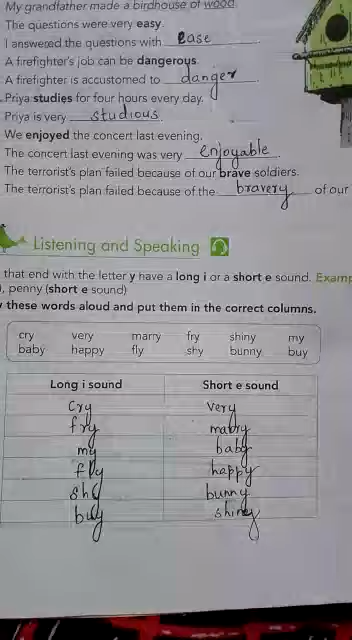 My grandfather made a birdhouse of wood.
The questions were very easy.
I answered the questions with ease.
A firefighter's job can be dangerous.
A firefighter is accustomed to danger.
Priya studies for four hours every day.
Priya is very studious.
We enjoyed the concert last evening.
The concert last evening was very enjoyable.
The terrorist's plan failed because of our brave soldiers.
The terrorist's plan failed because of the bravery of our
Listening and Speaking
that end with the letter y have a long i or a short e sound. Examp
), penny (short e sound)
these words aloud and put them in the correct columns.
cry very marry fry shiny my
baby happy fly shy bunny buy
Long i sound Short e sound
cry very
fry marry
my baby
fly happy
shy bunny
buy shiny